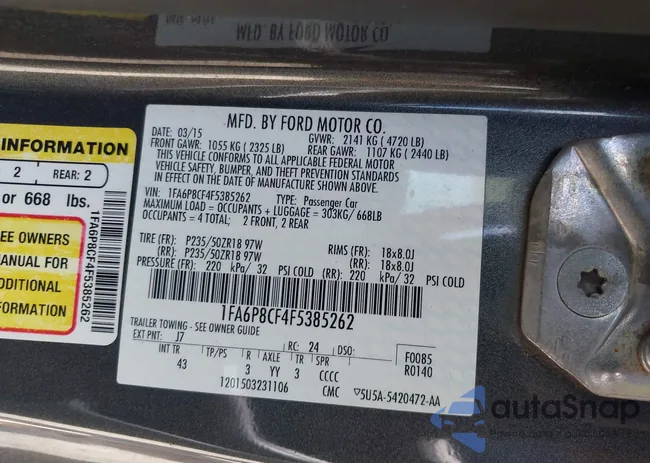 MFD. BY FORD MOTOR CO.
MFD. BY FORD MOTOR CO.
DATE: 03/15
GVWR: 2141 KG ( 4720 LB)
FRONT GAWR: 1055 KG ( 2325 LB)
REAR GAWR: 1107 KG ( 2440 LB)
THIS VEHICLE CONFORMS TO ALL APPLICABLE FEDERAL MOTOR
VEHICLE SAFETY, BUMPER, AND THEFT PREVENTION STANDARDS IN
EFFECT ON THE DATE OF MANUFACTURE SHOWN ABOVE.
VIN: 1FA6P8CF4F5385262
TYPE: Passenger Car
MAXIMUM LOAD = OCCUPANTS + LUGGAGE = 303KG/ 668LB
OCCUPANTS = 4 TOTAL; 2 FRONT, 2 REAR
TIRE (FR): P235/50ZR18 97W RIMS (FR): 18x8.0J
(RR): P235/50ZR18 97W (RR): 18x8.0J
PRESSURE (FR): 220 kPa/ 32 PSI COLD (RR): 220 kPa/ 32 PSI COLD
1FA6P8CF4F5385262
TRAILER TOWING - SEE OWNER GUIDE
EXT PNT: J7 RC: 24 DSO:
F0085
R0140
INT TR TP/PS R AXLE TR SPR
43 3 YY 3 CCCC
1201503231106 CMC ▽5U5A-5420472-AA
INFORMATION
2 REAR: 2
or 668 lbs.
SEE OWNERS
MANUAL FOR
ADDITIONAL
INFORMATION
1FA6P8CF4F5385262
autoSnap